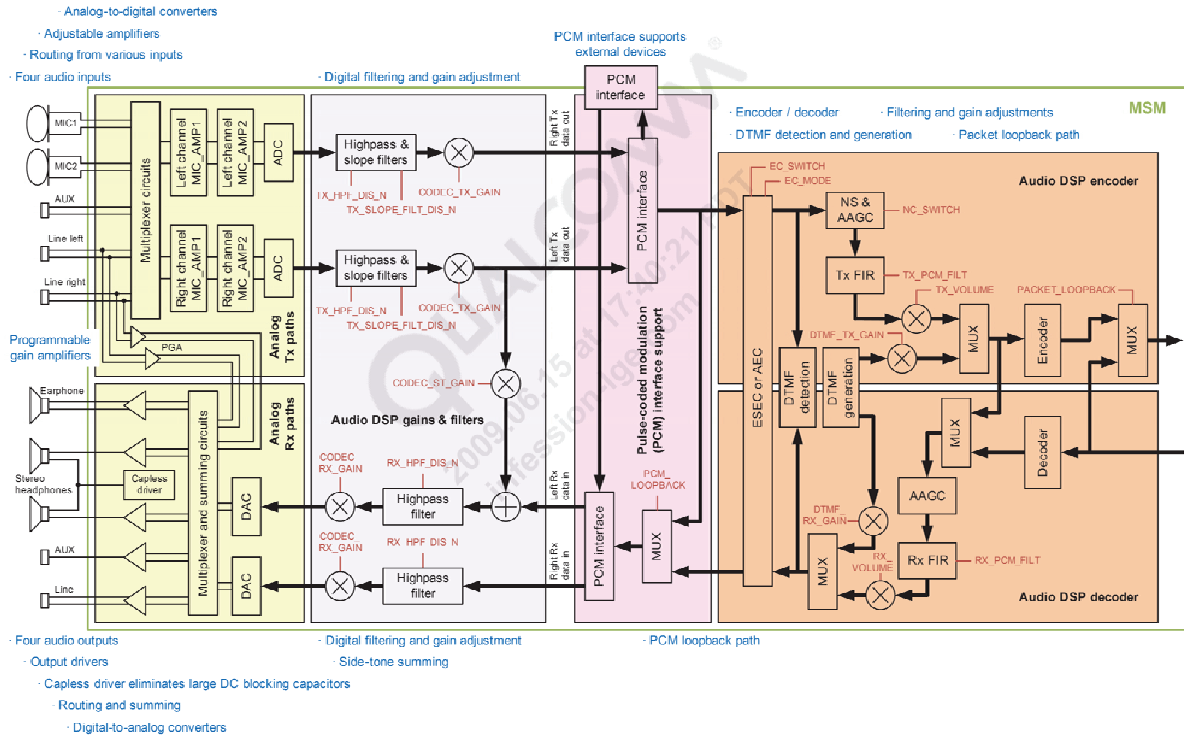 · Analog-to-digital converters
· Adjustable amplifiers
· Routing from various inputs
· Four audio inputs
· Digital filtering and gain adjustment
PCM interface supports
external devices
MSM
· Encoder / decoder
· Filtering and gain adjustments
· DTMF detection and generation
· Packet loopback path
MIC1
MIC2
AUX
Line left
Line right
Multiplexer circuits
Left channel
MIC_AMP1
Left channel
MIC_AMP2
ADC
Right channel
MIC_AMP1
Right channel
MIC_AMP2
ADC
Analog
Tx paths
Programmable
gain amplifiers
PGA
Highpass &
slope filters
TX_HPF_DIS_N
TX_SLOPE_FILT_DIS_N
CODEC_TX_GAIN
Right Tx
data out
Highpass &
slope filters
TX_HPF_DIS_N
TX_SLOPE_FILT_DIS_N
CODEC_TX_GAIN
Left Tx
data out
CODEC_ST_GAIN
Audio DSP gains & filters
PCM
interface
PCM interface
Pulse-coded modulation
(PCM) interface support
PCM_
LOOPBACK
MUX
PCM interface
EC_SWITCH
EC_MODE
Audio DSP encoder
ESEC or AEC
NS &
AAGC
NC_SWITCH
Tx FIR
TX_PCM_FILT
TX_VOLUME
PACKET_LOOPBACK
DTMF_TX_GAIN
MUX
Encoder
MUX
DTMF
detection
DTMF
generation
MUX
Decoder
AAGC
DTMF_
RX_GAIN
RX_
VOLUME
MUX
Rx FIR
RX_PCM_FILT
Audio DSP decoder
Earphone
Stereo
headphones
AUX
Line
Capless
driver
Multiplexer and summing circuits
Analog
Rx paths
DAC
DAC
CODEC
RX_GAIN
RX_HPF_DIS_N
Highpass
filter
Left Rx
data in
CODEC
RX_GAIN
RX_HPF_DIS_N
Highpass
filter
Right Rx
data in
· Four audio outputs
· Output drivers
· Capless driver eliminates large DC blocking capacitors
· Routing and summing
· Digital-to-analog converters
· Digital filtering and gain adjustment
· Side-tone summing
· PCM loopback path
QUALCOMM®
2009.06.15 at 17:40:21 PDT